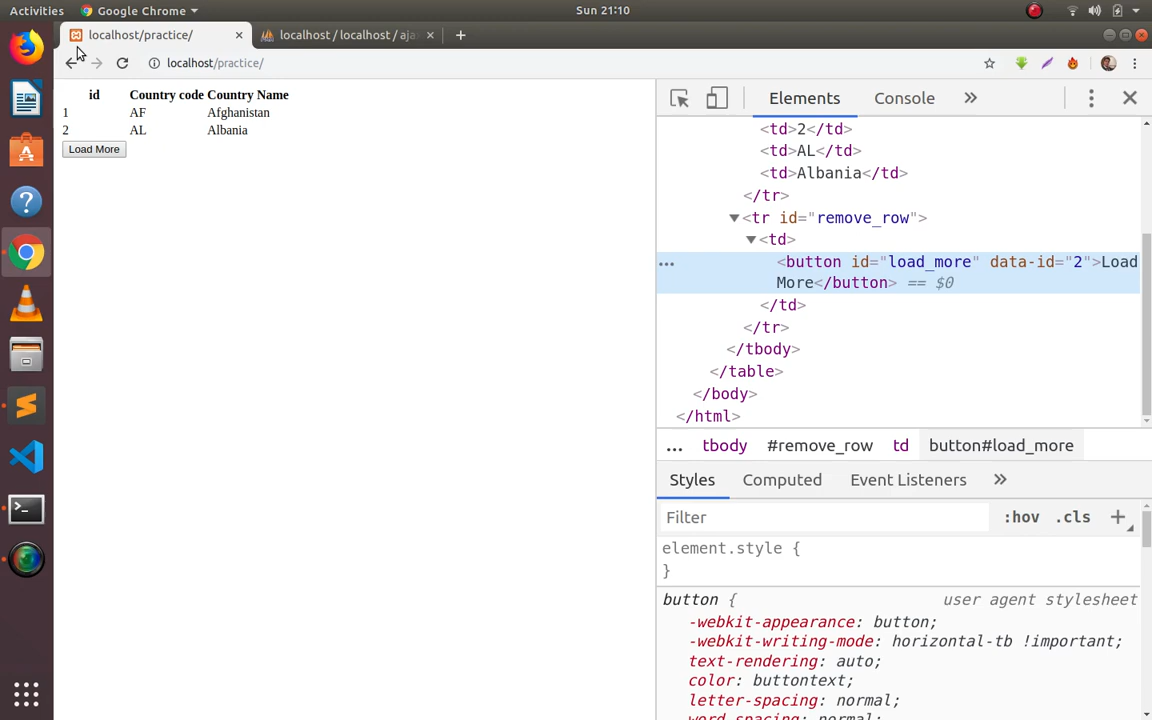 Activities
Google Chrome
Sun 21:10
localhost/practice/
localhost / localhost / aja
localhost/practice/
id Country code Country Name
1 AF Afghanistan
2 AL Albania
Load More
Elements Console
<td>2</td>
<td>AL</td>
<td>Albania</td>
</tr>
<tr id="remove_row">
<td>
<button id="load_more" data-id="2">Load
More</button> == $0
</td>
</tr>
</tbody>
</table>
</body>
</html>
... tbody #remove_row td button#load_more
Styles Computed Event Listeners
Filter :hov .cls
element.style {
}
button { user agent stylesheet
-webkit-appearance: button;
-webkit-writing-mode: horizontal-tb !important;
text-rendering: auto;
color: buttontext;
letter-spacing: normal;
word-spacing: normal;